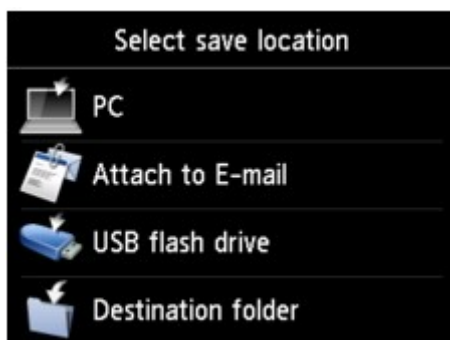 Select save location
PC
Attach to E-mail
USB flash drive
Destination folder